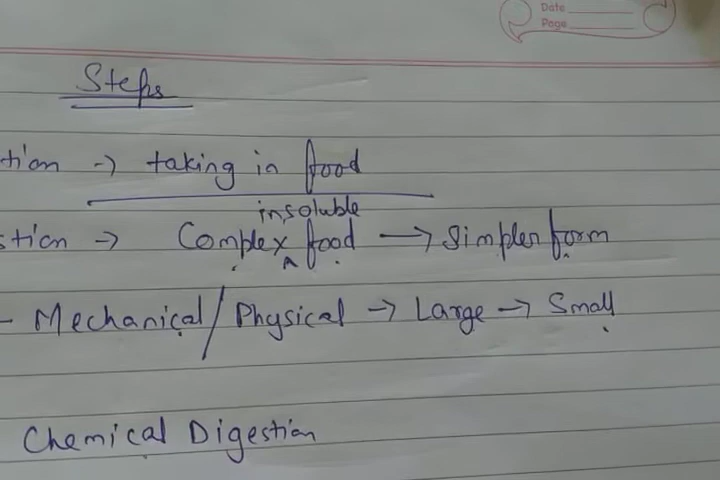 Date
Page
Steps
tion → taking in food
insoluble
stion → Complex ^ food → Simpler form
- Mechanical/Physical → Large → Small
Chemical Digestion